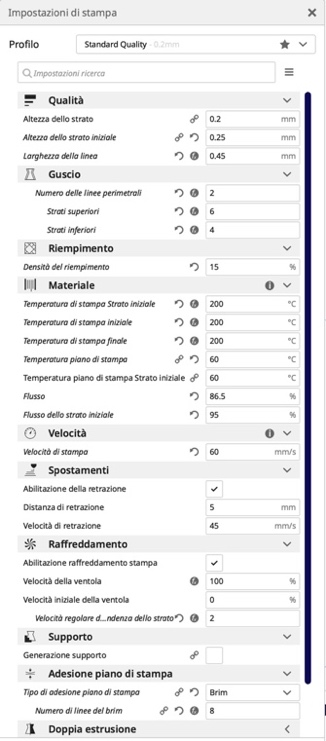 Impostazioni di stampa
Profilo Standard Quality - 0.2mm
Impostazioni ricerca
Qualità
Altezza dello strato 0.2 mm
Altezza dello strato iniziale 0.25 mm
Larghezza della linea 0.45 mm
Guscio
Numero delle linee perimetrali 2
Strati superiori 6
Strati inferiori 4
Riempimento
Densità del riempimento 15 %
Materiale
Temperatura di stampa Strato iniziale 200 °C
Temperatura di stampa iniziale 200 °C
Temperatura di stampa finale 200 °C
Temperatura piano di stampa 60 °C
Temperatura piano di stampa Strato iniziale 60 °C
Flusso 86.5 %
Flusso dello strato iniziale 95 %
Velocità
Velocità di stampa 60 mm/s
Spostamenti
Abilitazione della retrazione
Distanza di retrazione 5 mm
Velocità di retrazione 45 mm/s
Raffreddamento
Abilitazione raffreddamento stampa
Velocità della ventola 100 %
Velocità iniziale della ventola 0 %
Velocità regolare d...ndenza dello strato 2
Supporto
Generazione supporto
Adesione piano di stampa
Tipo di adesione piano di stampa Brim
Numero di linee del brim 8
Doppia estrusione